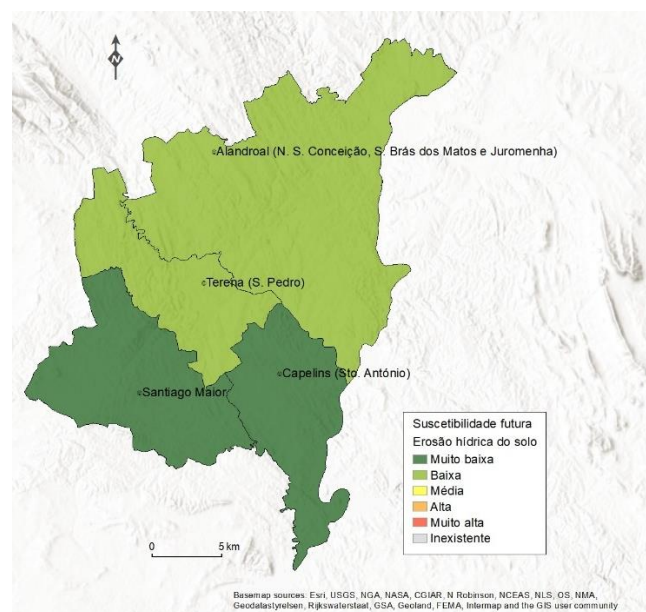 N
Alandroal (N. S. Conceição, S. Brás dos Matos e Juromenha)
Terena (S. Pedro)
Capelins (Sto. António)
Santiago Maior
Suscetibilidade futura
Erosão hídrica do solo
Muito baixa
Baixa
Média
Alta
Muito alta
Inexistente
0 5 km
Basemap sources: Esri, USGS, NGA, NASA, CGIAR, N Robinson, NCEAS, NLS, OS, NMA,
Geodatastyrelsen, Rijkswaterstaat, GSA, Geoland, FEMA, Intermap and the GIS user community